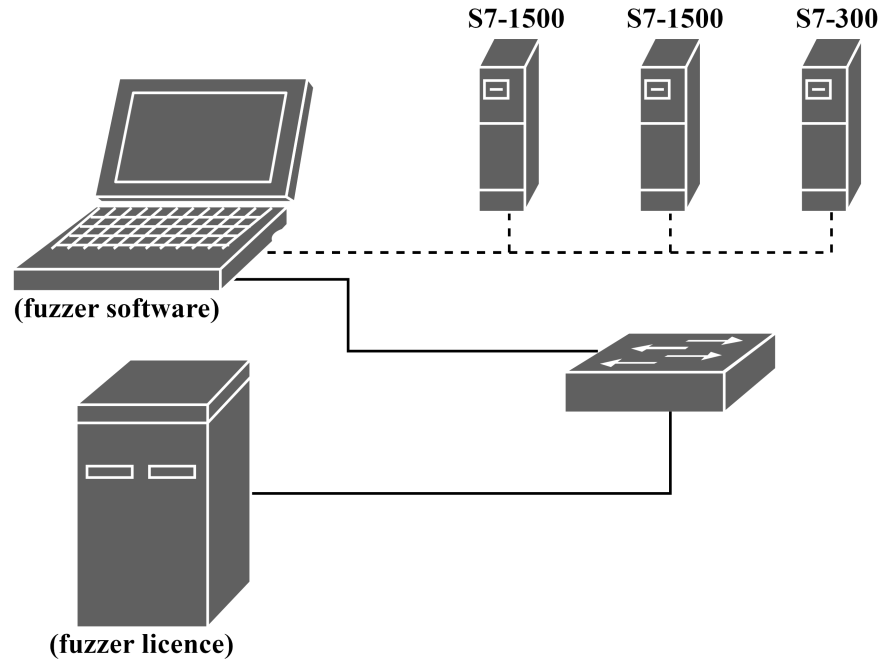 S7-1500
S7-1500
S7-300
(fuzzer software)
(fuzzer licence)